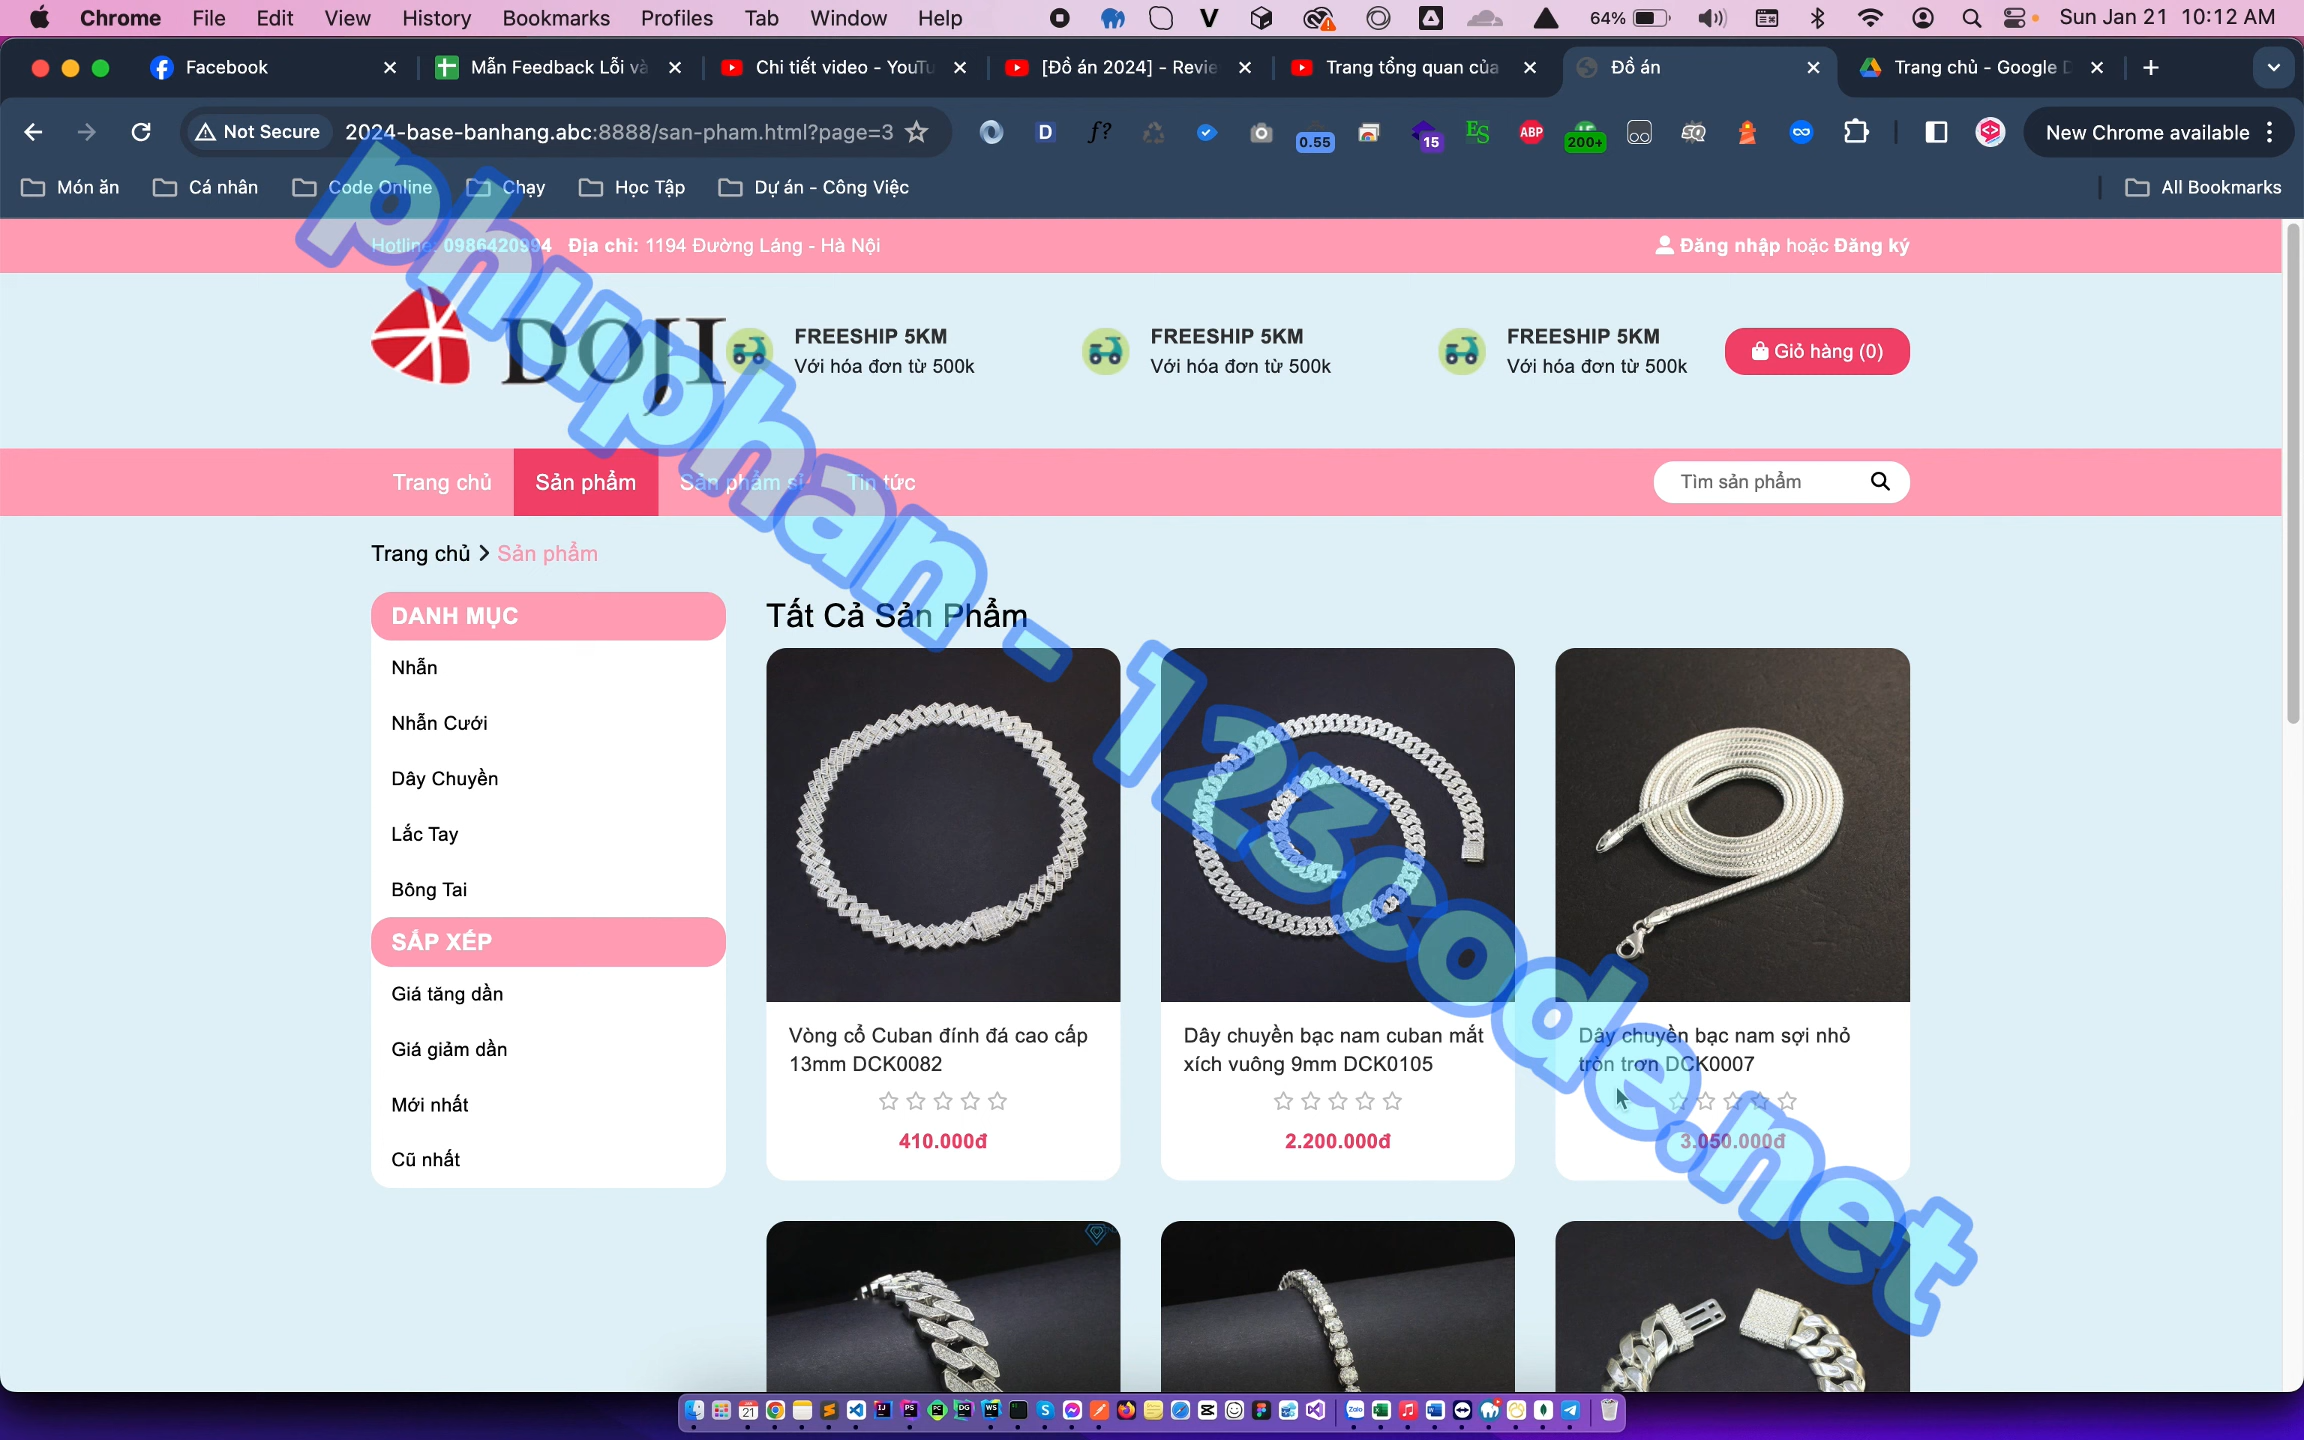 Chrome File Edit View History Bookmarks Profiles Tab Window Help 64% Sun Jan 21 10:12 AM
Facebook Mẫn Feedback Lỗi và Chi tiết video - YouTu [Đồ án 2024] - Revie Trang tổng quan của Đồ án Trang chủ - Google D
Not Secure 2024-base-banhang.abc:8888/san-pham.html?page=3 0.55 15 ABP 200+ New Chrome available
Món ăn Cá nhân Code Online Chạy Học Tập Dự án - Công Việc All Bookmarks
Hotline: 0986420994 Địa chỉ: 1194 Đường Láng - Hà Nội Đăng nhập hoặc Đăng ký
DOJI
FREESHIP 5KM
Với hóa đơn từ 500k
FREESHIP 5KM
Với hóa đơn từ 500k
FREESHIP 5KM
Với hóa đơn từ 500k
Giỏ hàng (0)
Trang chủ Sản phẩm Sản phẩm sỉ Tin tức Tìm sản phẩm
Trang chủ Sản phẩm
DANH MỤC
Nhẫn
Nhẫn Cưới
Dây Chuyền
Lắc Tay
Bông Tai
SẮP XẾP
Giá tăng dần
Giá giảm dần
Mới nhất
Cũ nhất
Tất Cả Sản Phẩm
Vòng cổ Cuban đính đá cao cấp
13mm DCK0082
410.000đ
Dây chuyền bạc nam cuban mắt
xích vuông 9mm DCK0105
2.200.000đ
Dây chuyền bạc nam sợi nhỏ
tròn trơn DCK0007
3.050.000đ
phuphan - 123code.net